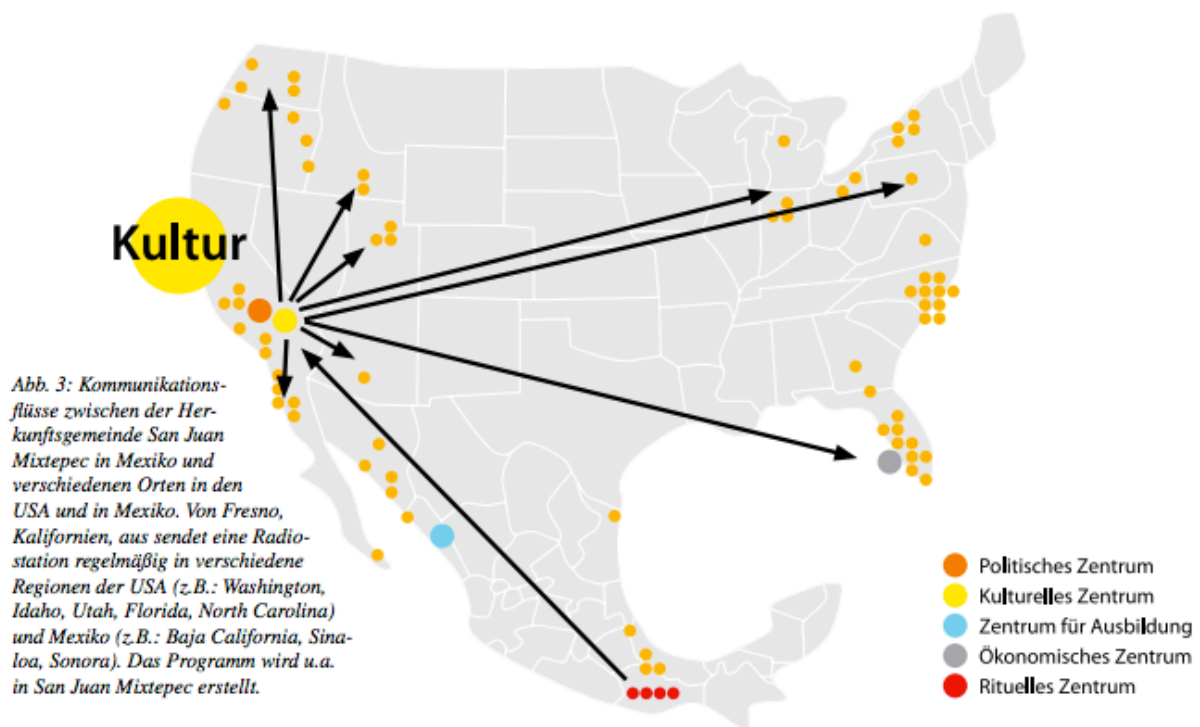 Kultur
Abb. 3: Kommunikations-
flüsse zwischen der Her-
kunftsgemeinde San Juan
Mixtepec in Mexiko und
verschiedenen Orten in den
USA und in Mexiko. Von Fresno,
Kalifornien, aus sendet eine Radio-
station regelmäßig in verschiedene
Regionen der USA (z.B.: Washington,
Idaho, Utah, Florida, North Carolina)
und Mexiko (z.B.: Baja California, Sina-
loa, Sonora). Das Programm wird u.a.
in San Juan Mixtepec erstellt.
Politisches Zentrum
Kulturelles Zentrum
Zentrum für Ausbildung
Ökonomisches Zentrum
Rituelles Zentrum